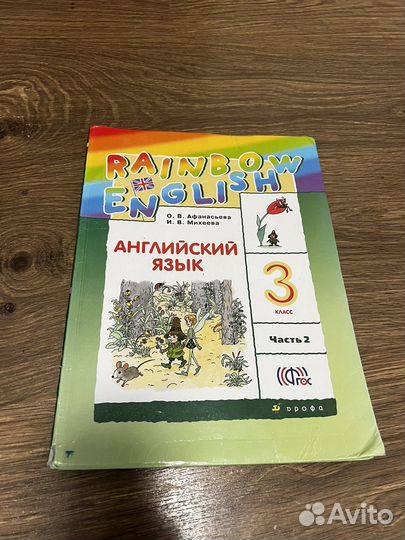 RAINBOW
ENGLISH
О. В. Афанасьева
И. В. Михеева
АНГЛИЙСКИЙ
ЯЗЫК
3
КЛАСС
Часть 2
ФГОС
ДРОФА
Avito